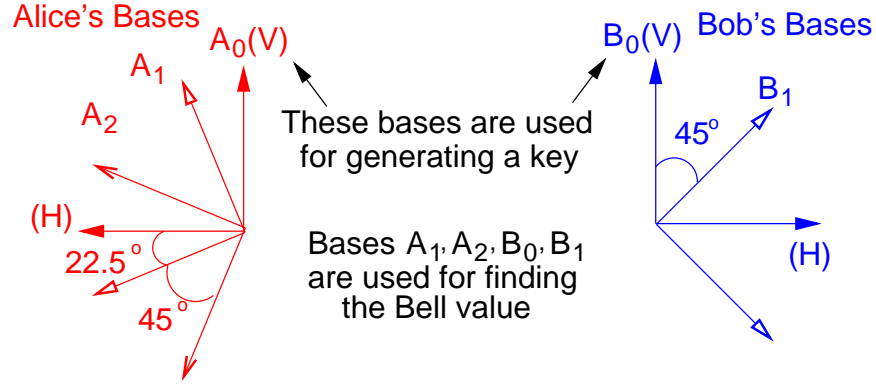 Alice's Bases
A0(V)
A1
A2
(H)
22.5°
45°
These bases are used
for generating a key
Bases A1, A2, B0, B1
are used for finding
the Bell value
B0(V)
Bob's Bases
B1
45°
(H)